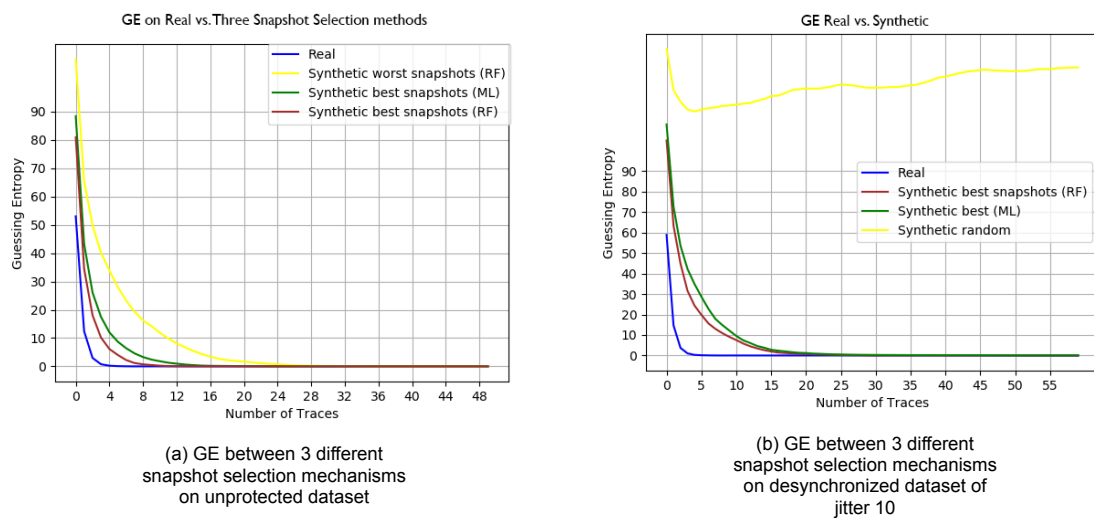 GE on Real vs. Three Snapshot Selection methods
Real
Synthetic worst snapshots (RF)
Synthetic best snapshots (ML)
Synthetic best snapshots (RF)
Guessing Entropy
90
80
70
60
50
40
30
20
10
0
0 4 8 12 16 20 24 28 32 36 40 44 48
Number of Traces
(a) GE between 3 different
snapshot selection mechanisms
on unprotected dataset
GE Real vs. Synthetic
Real
Synthetic best snapshots (RF)
Synthetic best (ML)
Synthetic random
Guessing Entropy
90
80
70
60
50
40
30
20
10
0
0 5 10 15 20 25 30 35 40 45 50 55
Number of Traces
(b) GE between 3 different
snapshot selection mechanisms
on desynchronized dataset of
jitter 10